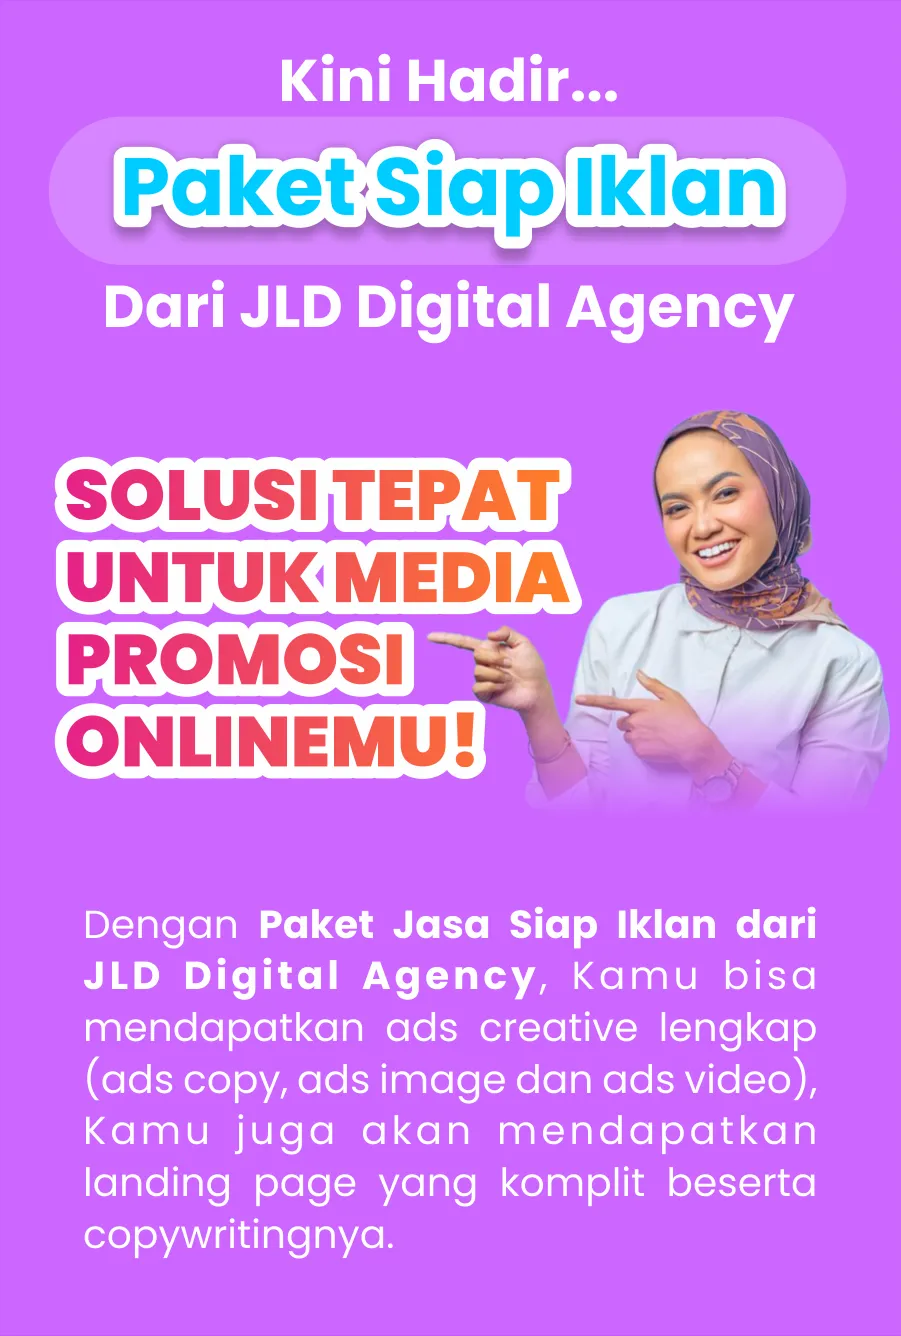 Kini Hadir...
Paket Siap Iklan
Dari JLD Digital Agency
SOLUSI TEPAT
UNTUK MEDIA
PROMOSI
ONLINEMU!
Dengan Paket Jasa Siap Iklan dari
JLD Digital Agency, Kamu bisa
mendapatkan ads creative lengkap
(ads copy, ads image dan ads video),
Kamu juga akan mendapatkan
landing page yang komplit beserta
copywritingnya.